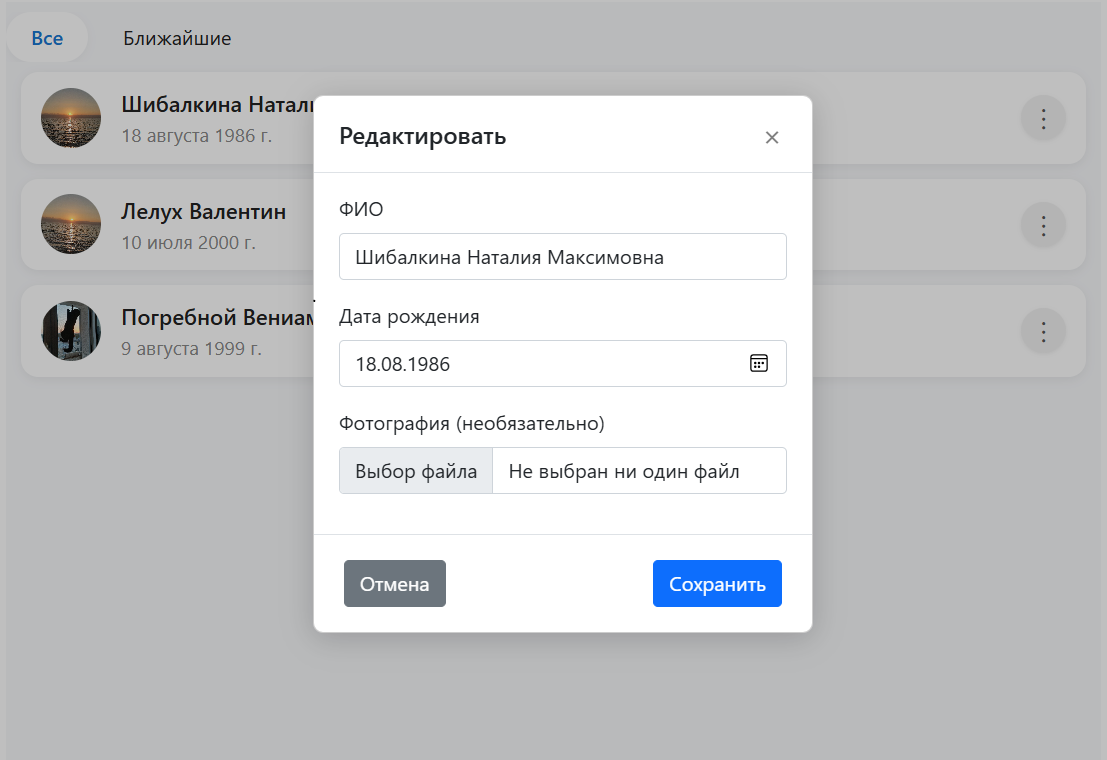 Все
Ближайшие
Шибалкина Натал
18 августа 1986 г.
Лелух Валентин
10 июля 2000 г.
Погребной Вениам
9 августа 1999 г.
Редактировать
×
ФИО
Шибалкина Наталия Максимовна
Дата рождения
18.08.1986
Фотография (необязательно)
Выбор файла Не выбран ни один файл
Отмена
Сохранить